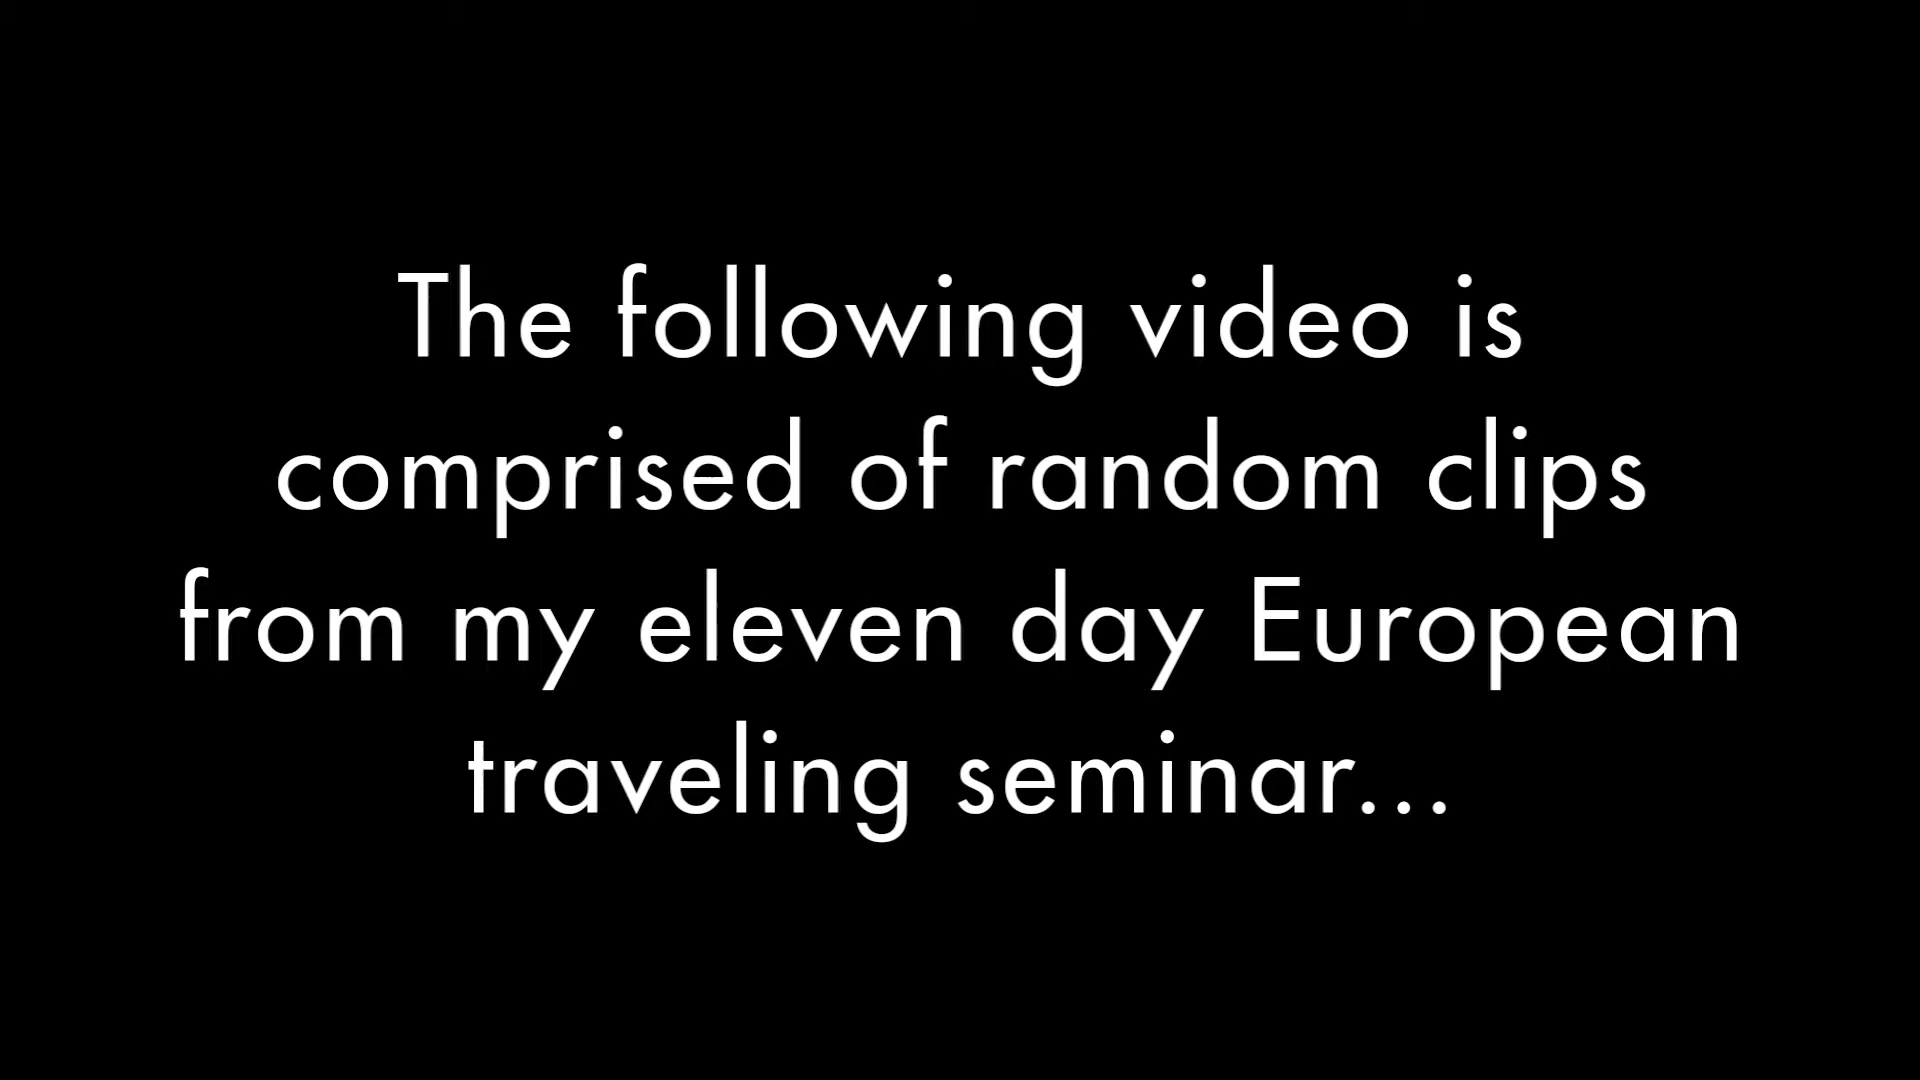 The following video is
comprised of random clips
from my eleven day European
traveling seminar...